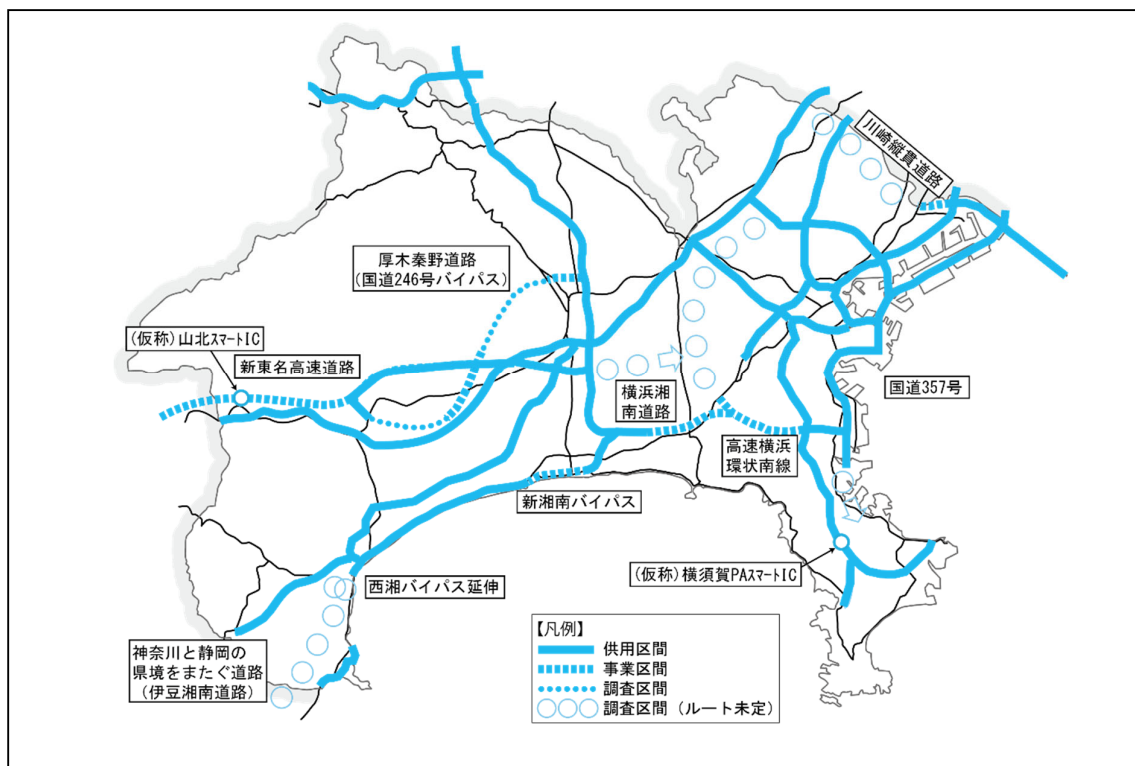 川崎縦貫道路
厚木秦野道路
(国道246号バイパス)
(仮称)山北スマートIC
新東名高速道路
横浜湘
南道路
国道357号
高速横浜
環状南線
新湘南バイパス
(仮称)横須賀PAスマートIC
西湘バイパス延伸
神奈川と静岡の
県境をまたぐ道路
(伊豆湘南道路)
【凡例】
供用区間
事業区間
調査区間
調査区間 (ルート未定)